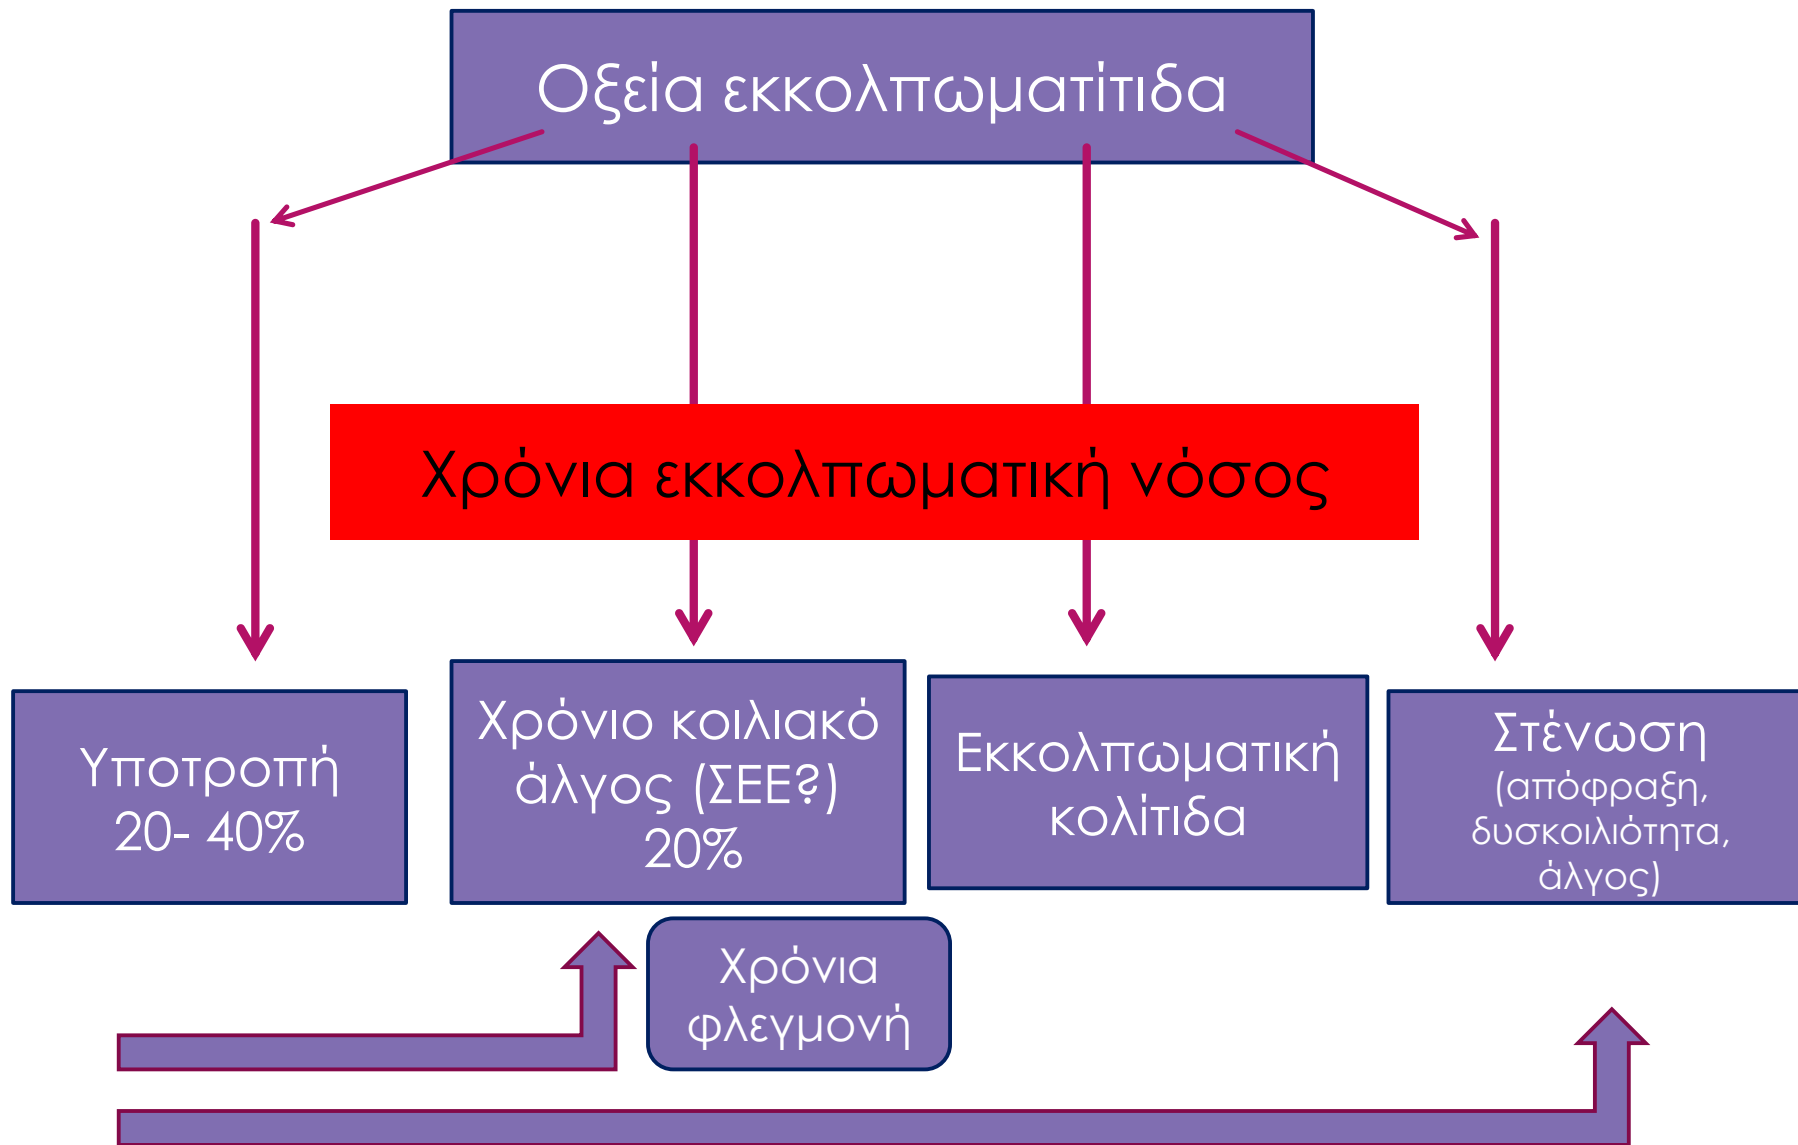 Οξεία εκκολπωματίτιδα
Χρόνια εκκολπωματική νόσος
Υποτροπή
20- 40%
Χρόνιο κοιλιακό
άλγος (ΣΕΕ?)
20%
Εκκολπωματική
κολίτιδα
Στένωση
(απόφραξη,
δυσκοιλιότητα,
άλγος)
Χρόνια
φλεγμονή